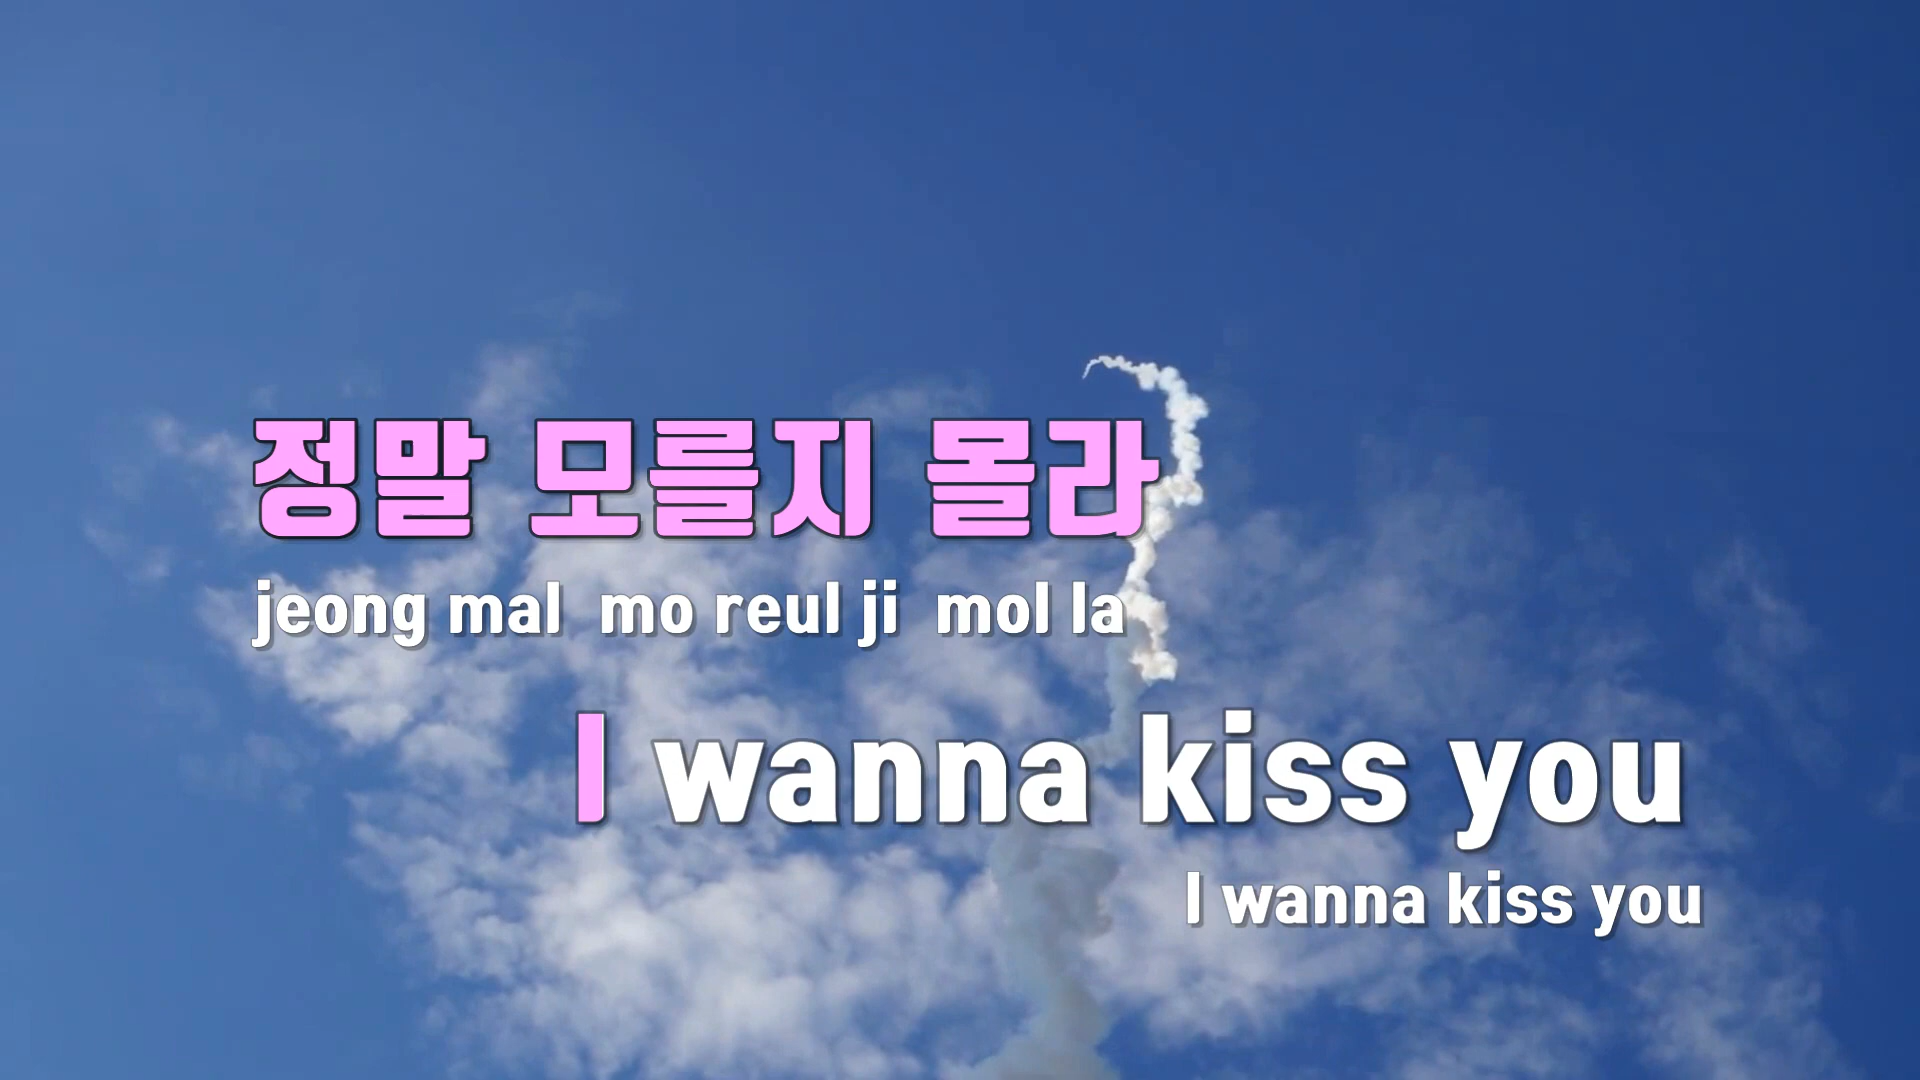 정말 모를지 몰라
jeong mal mo reul ji mol la
I wanna kiss you
I wanna kiss you